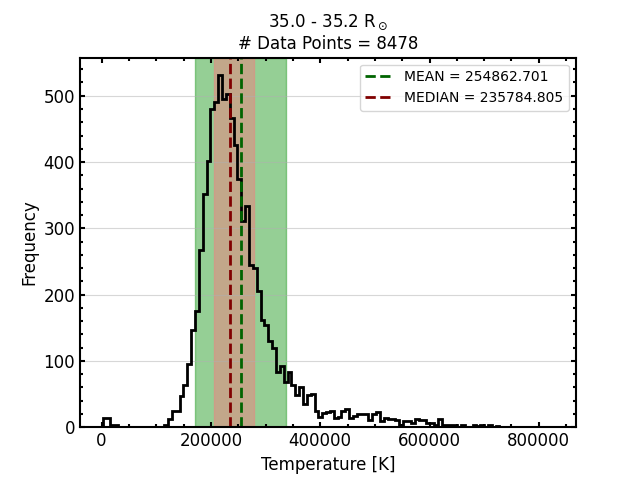 35.0 - 35.2 R⊙
# Data Points = 8478
MEAN = 254862.701
MEDIAN = 235784.805
Frequency
500
400
300
200
100
0
0 200000 400000 600000 800000
Temperature [K]